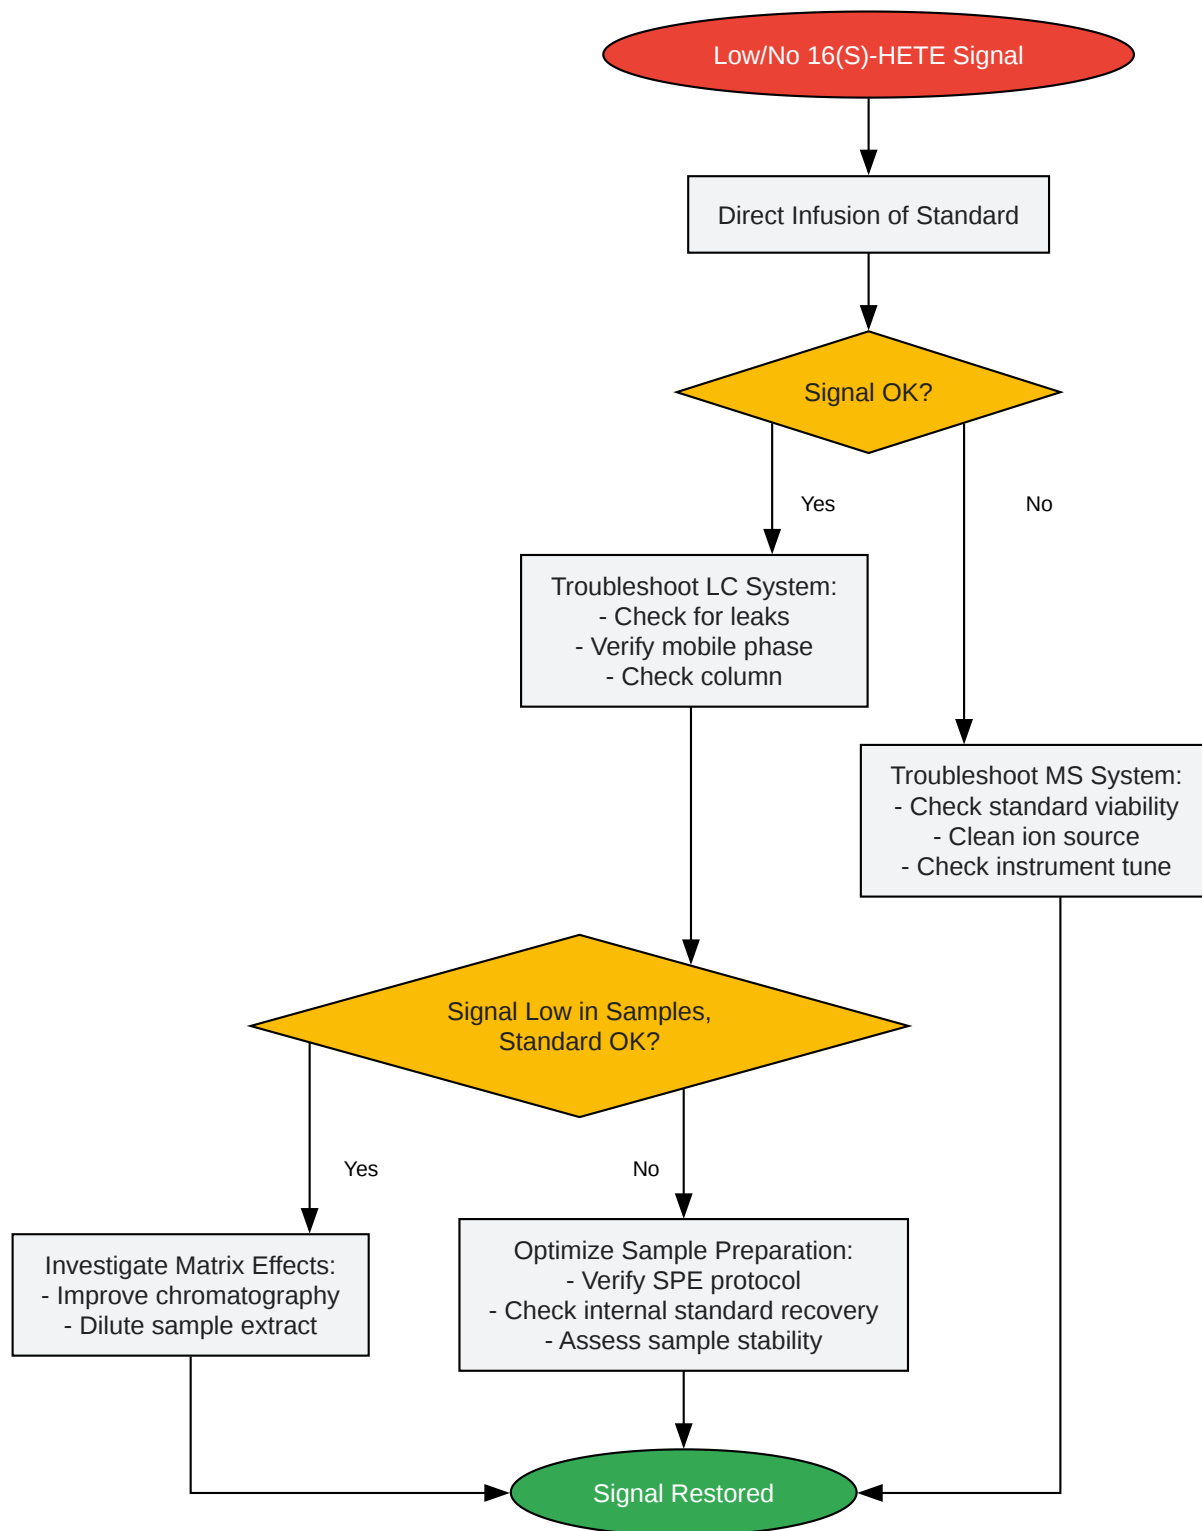 Low/No 16(S)-HETE Signal
Direct Infusion of Standard
Signal OK?
Yes
No
Troubleshoot LC System:
- Check for leaks
- Verify mobile phase
- Check column
Troubleshoot MS System:
- Check standard viability
- Clean ion source
- Check instrument tune
Signal Low in Samples,
Standard OK?
Yes
No
Investigate Matrix Effects:
- Improve chromatography
- Dilute sample extract
Optimize Sample Preparation:
- Verify SPE protocol
- Check internal standard recovery
- Assess sample stability
Signal Restored